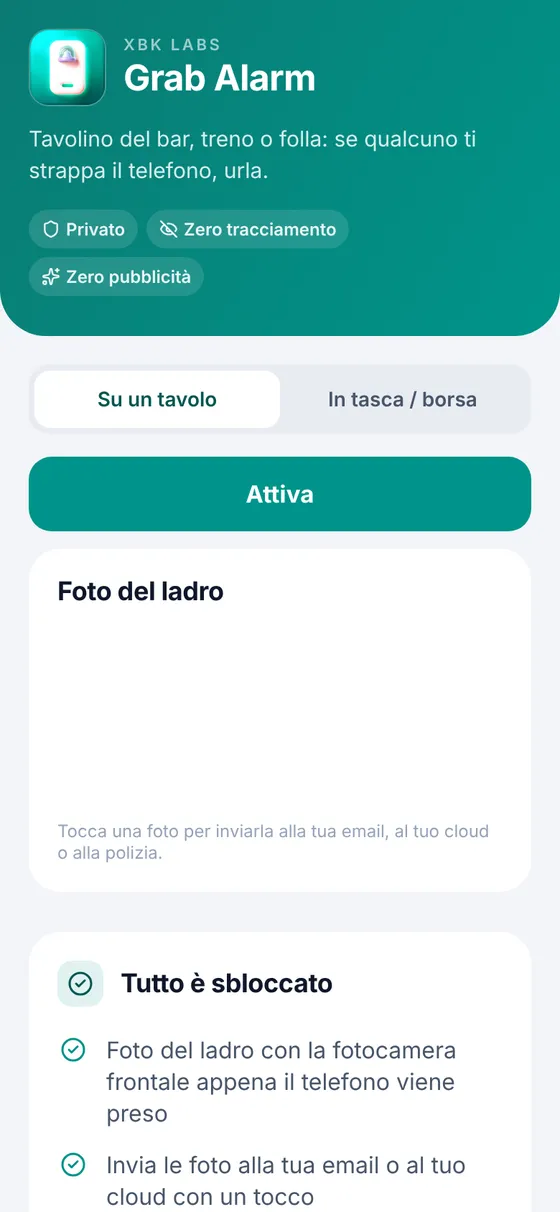 XBK LABS
Grab Alarm
Tavolino del bar, treno o folla: se qualcuno ti
strappa il telefono, urla.
Privato
Zero tracciamento
Zero pubblicità
Su un tavolo
In tasca / borsa
Attiva
Foto del ladro
Tocca una foto per inviarla alla tua email, al tuo cloud
o alla polizia.
Tutto è sbloccato
Foto del ladro con la fotocamera
frontale appena il telefono viene
preso
Invia le foto alla tua email o al tuo
cloud con un tocco